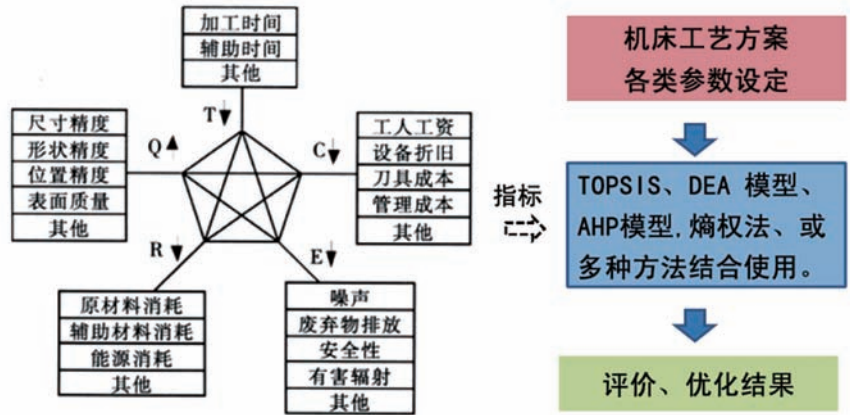 加工时间
辅助时间
其他
T
尺寸精度
形状精度
位置精度
表面质量
其他
Q
C
工人工资
设备折旧
刀具成本
管理成本
其他
R
原材料消耗
辅助材料消耗
能源消耗
其他
E
噪声
废弃物排放
安全性
有害辐射
其他
指标
机床工艺方案
各类参数设定
TOPSIS、DEA 模型、
AHP模型,熵权法、或
多种方法结合使用。
评价、优化结果